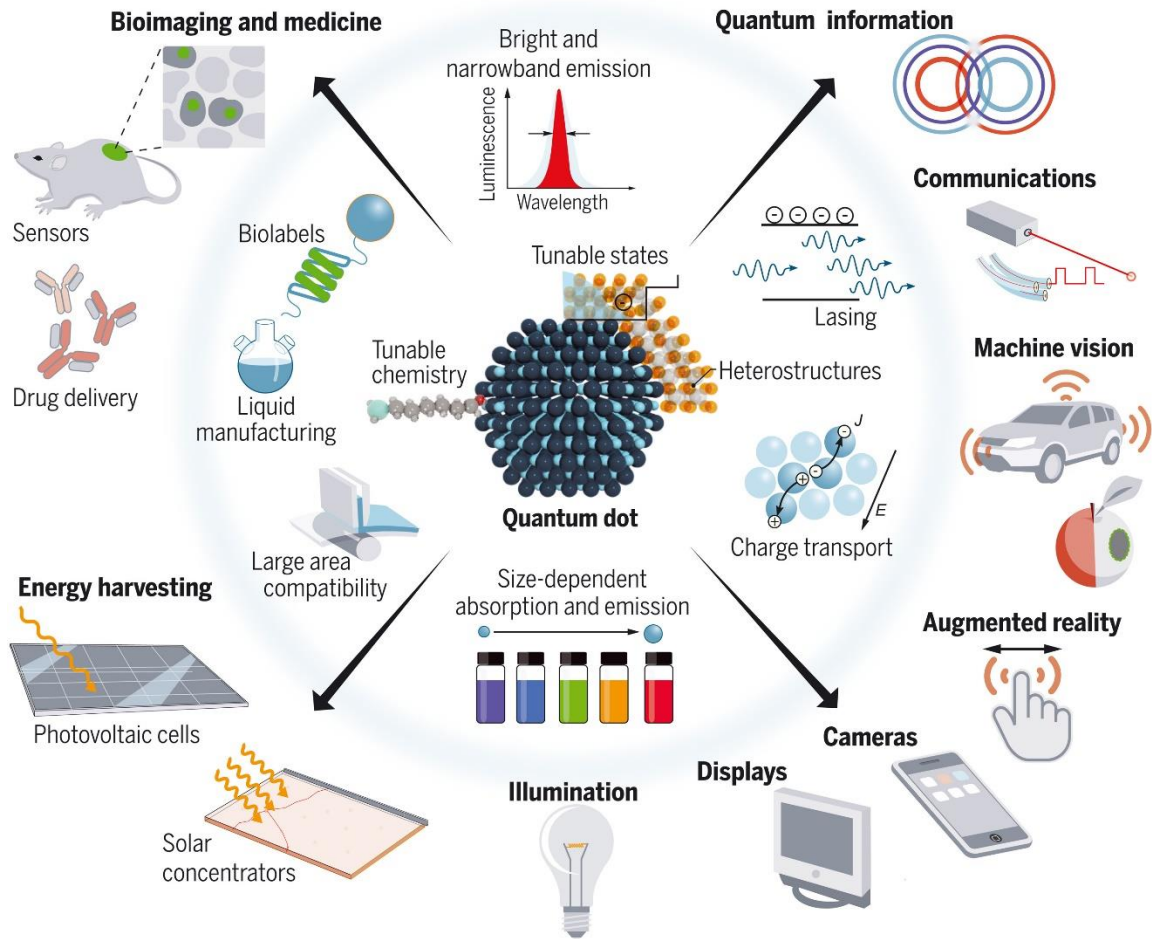 Bioimaging and medicine
Sensors
Drug delivery
Bright and
narrowband emission
Luminescence
Wavelength
Quantum information
Communications
Biolabels
Liquid
manufacturing
Tunable
chemistry
Tunable states
Heterostructures
Quantum dot
Lasing
Machine vision
J
E
Charge transport
Large area
compatibility
Energy harvesting
Photovoltaic cells
Solar
concentrators
Size-dependent
absorption and emission
Augmented reality
Cameras
Displays
Illumination